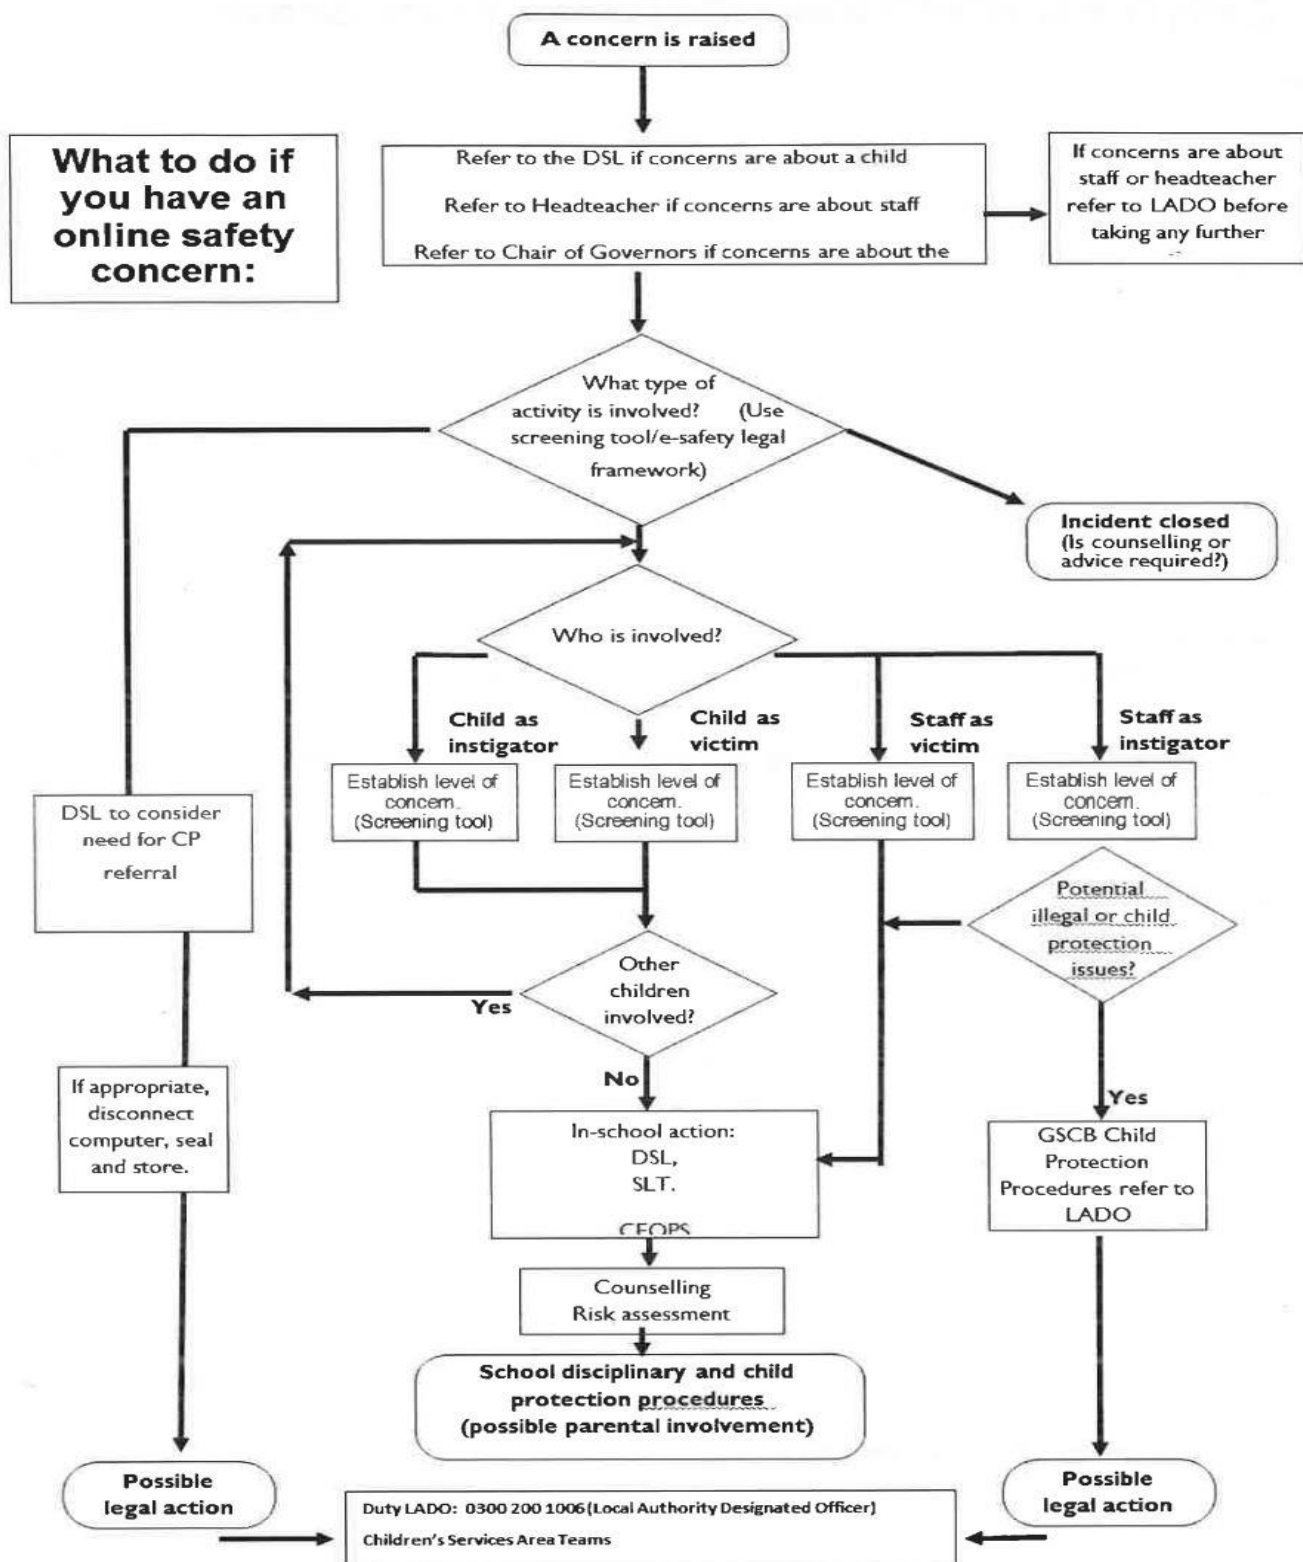 A concern is raised
What to do if
you have an
online safety
concern:
Refer to the DSL if concerns are about a child
Refer to Headteacher if concerns are about staff
Refer to Chair of Governors if concerns are about the
If concerns are about
staff or headteacher
refer to LADO before
taking any further
What type of
activity is involved? (Use
screening tool/e-safety legal
framework)
Incident closed
(Is counselling or
advice required?)
Who is involved?
Child as
instigator
Child as
victim
Staff as
victim
Staff as
instigator
Establish level of
concern.
(Screening tool)
Establish level of
concern.
(Screening tool)
Establish level of
concern.
(Screening tool)
Establish level of
concern.
(Screening tool)
DSL to consider
need for CP
referral
Potential
illegal or child
protection
issues?
Other
children
involved?
Yes
No
Yes
If appropriate,
disconnect
computer, seal
and store.
In-school action:
DSL,
SLT.
CEOPS
GSCB Child
Protection
Procedures refer to
LADO
Counselling
Risk assessment
School disciplinary and child
protection procedures
(possible parental involvement)
Possible
legal action
Possible
legal action
Duty LADO: 0300 200 1006 (Local Authority Designated Officer)
Children's Services Area Teams